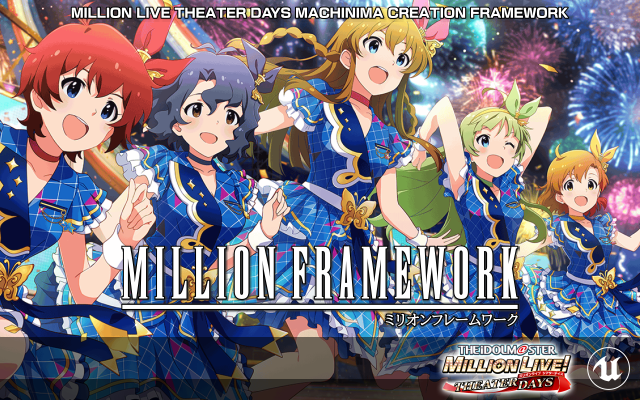 MILLION LIVE THEATER DAYS MACHINIMA CREATION FRAMEWORK
MILLION FRAMEWORK
ミリオンフレームワーク
THE IDOLM@STER
MILLION LIVE!
THEATER DAYS